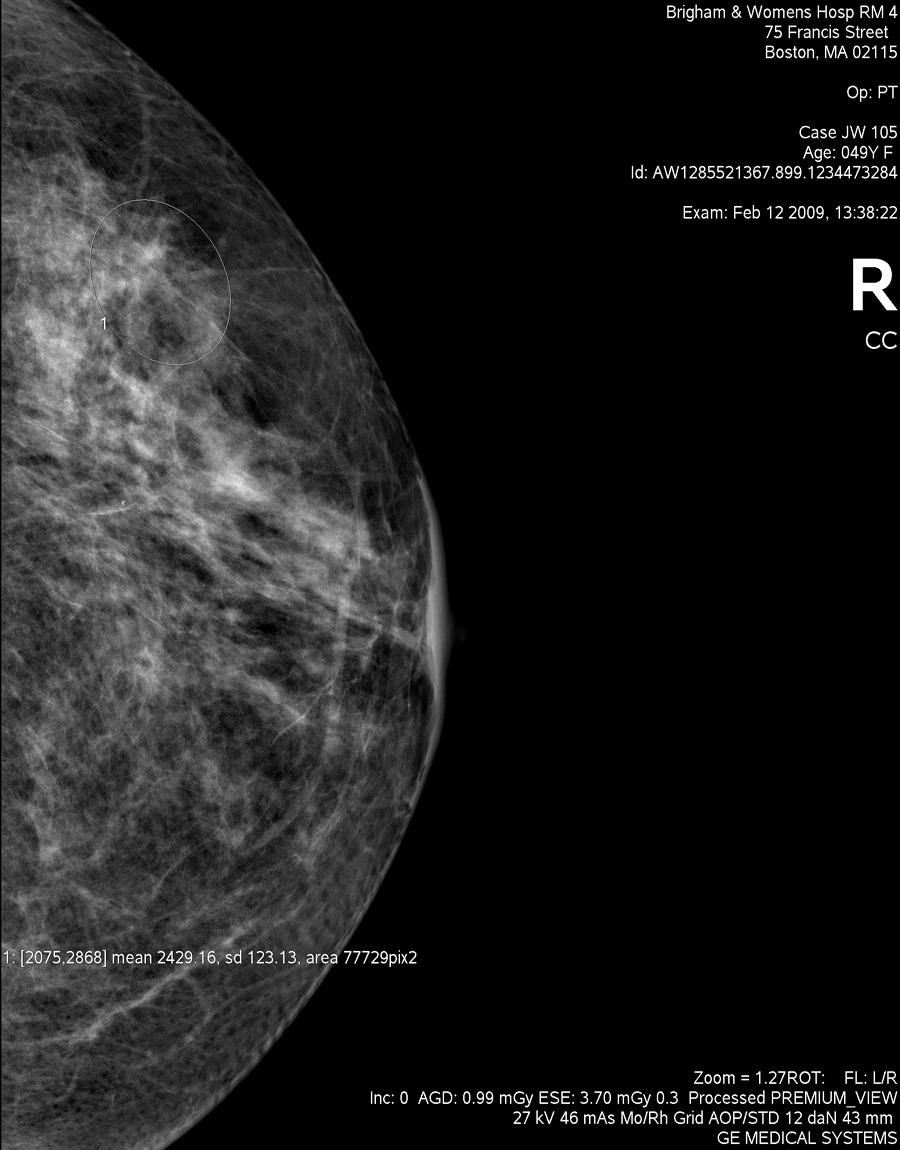 Brigham & Womens Hosp RM 4
75 Francis Street
Boston, MA 02115
Op: PT
Case JW 105
Age: 049Y F
Id: AW1285521367.899.1234473284
Exam: Feb 12 2009, 13:38:22
R
CC
1
1: [2075,2868] mean 2429.16, sd 123.13, area 77729pix2
Zoom = 1.27ROT: FL: L/R
Inc: 0 AGD: 0.99 mGy ESE: 3.70 mGy 0.3 Processed PREMIUM_VIEW
27 kV 46 mAs Mo/Rh Grid AOP/STD 12 daN 43 mm
GE MEDICAL SYSTEMS